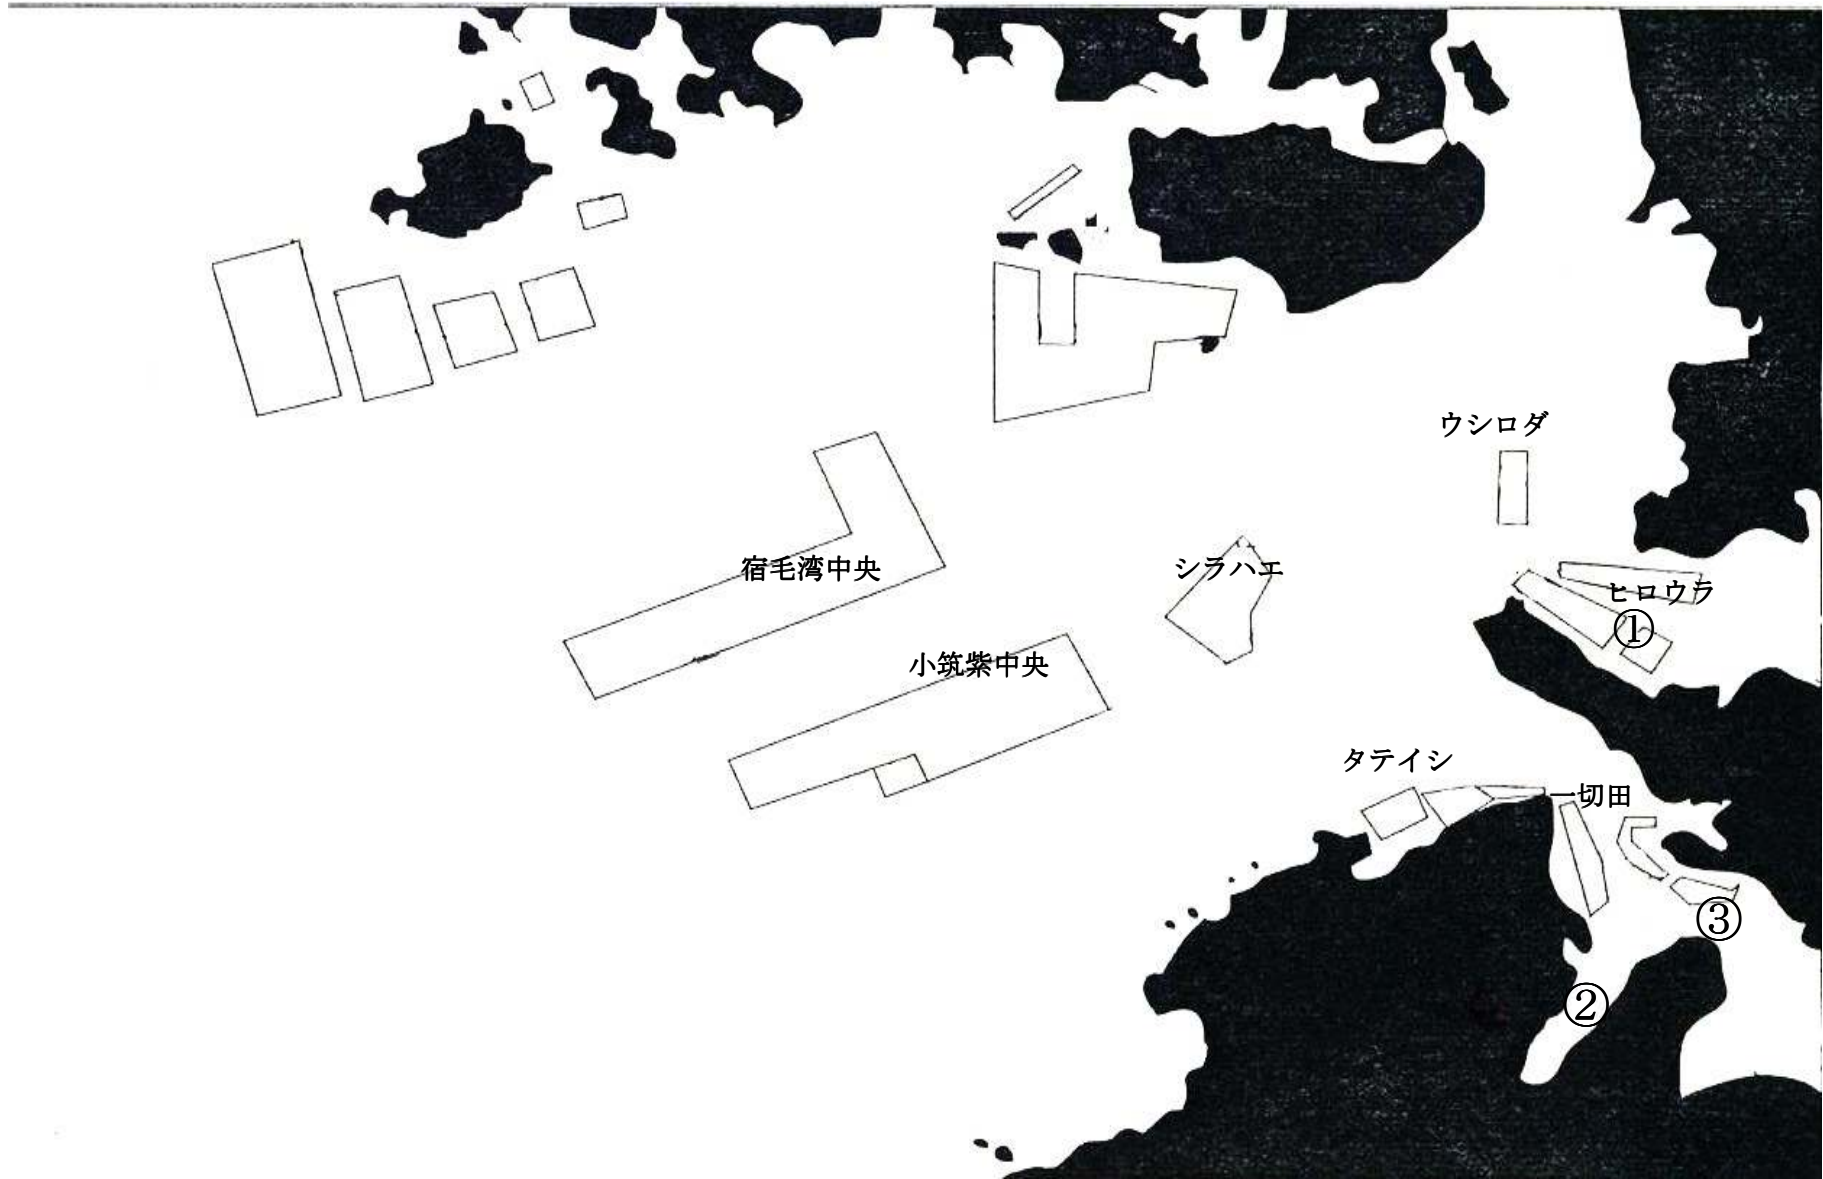 ウシロダ
宿毛湾中央
シラハエ
ヒロウラ
①
小筑紫中央
タテイシ
一切田
③
②